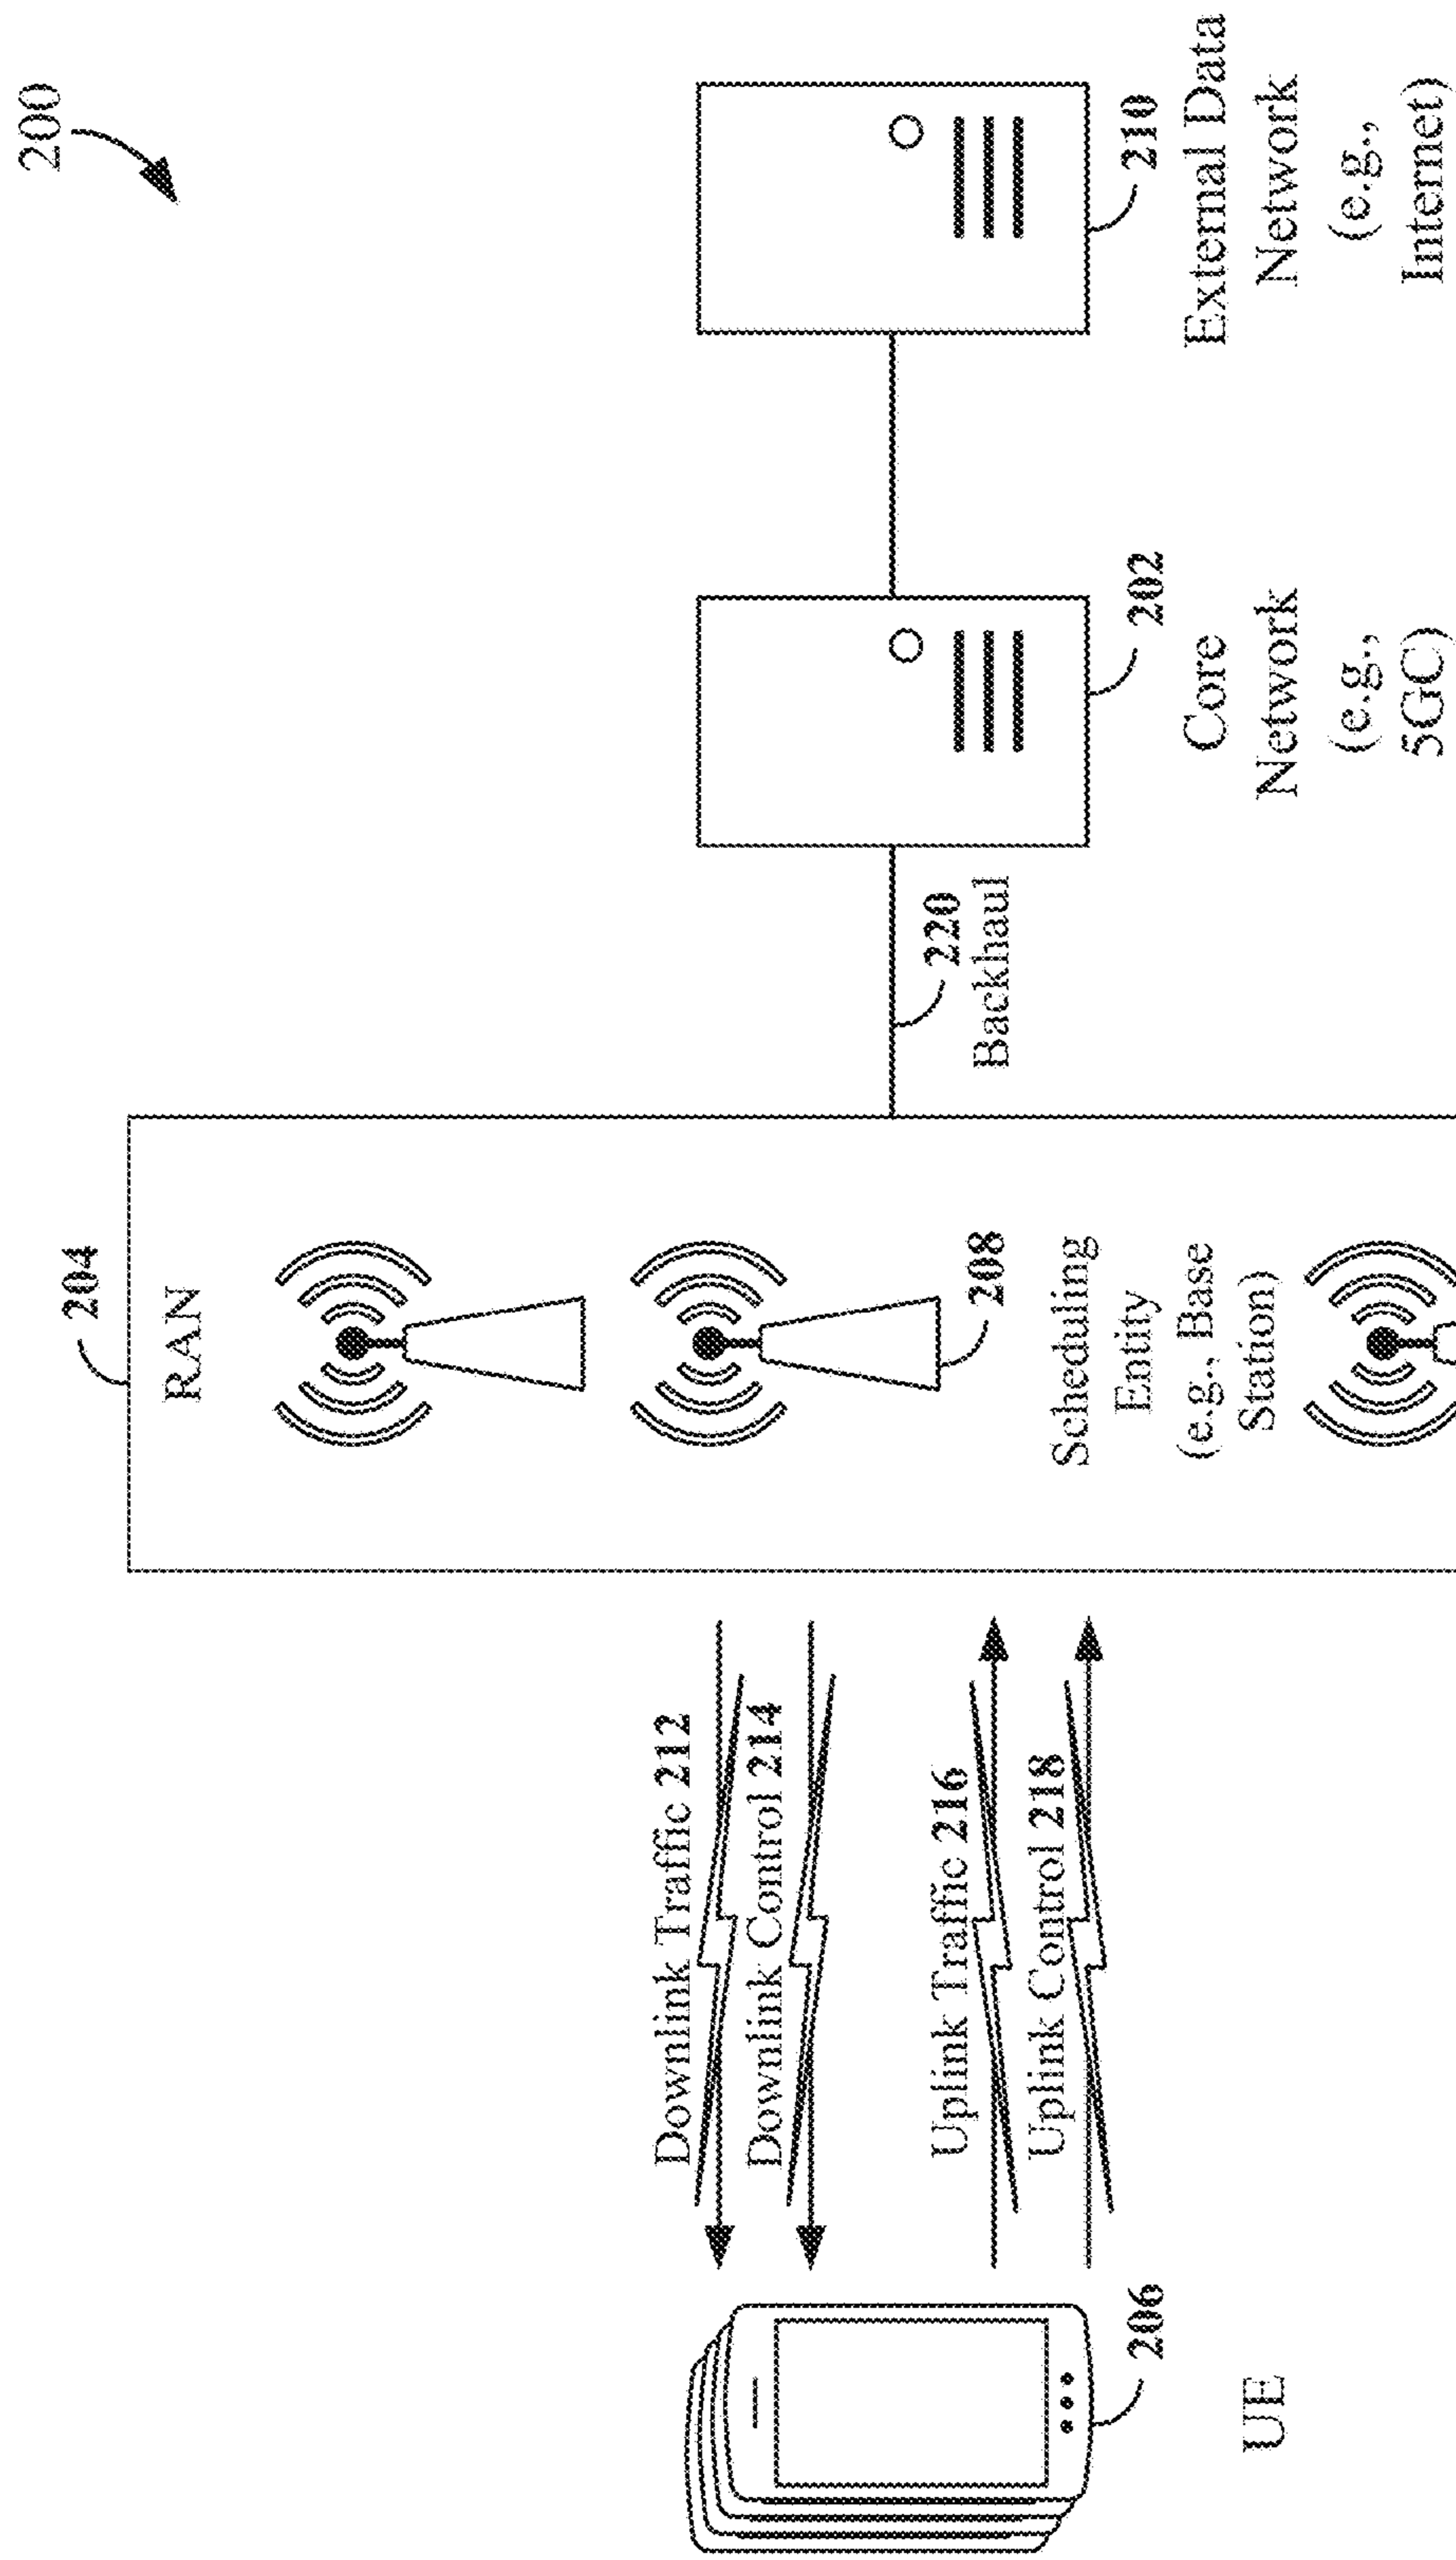 200
204
RAN
208
Scheduling
Entity
(e.g., Base
Station)
Downlink Traffic 212
Downlink Control 214
Uplink Traffic 216
Uplink Control 218
206
UE
220
Backhaul
202
Core
Network
(e.g.,
5GC)
210
External Data
Network
(e.g.,
Internet)